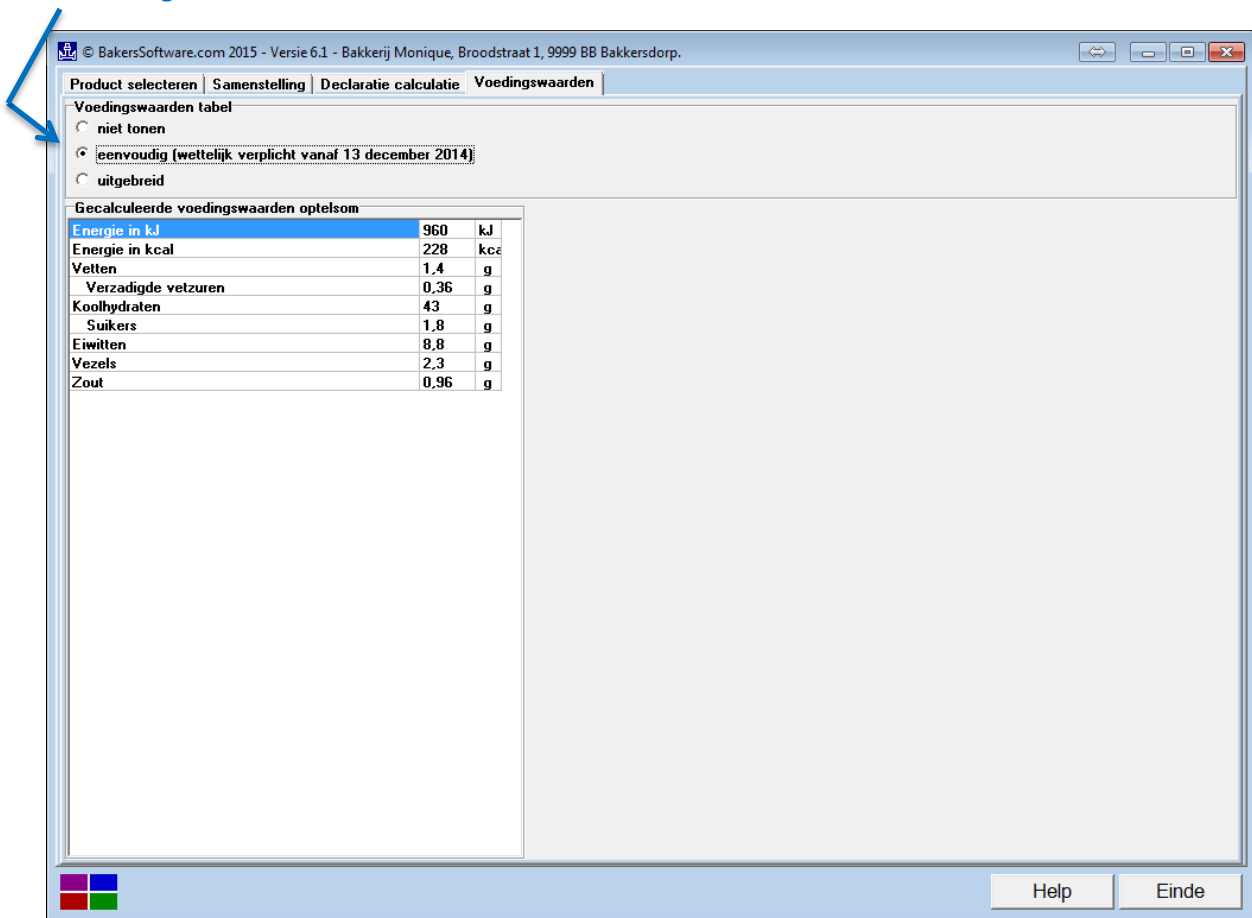 © BakersSoftware.com 2015 - Versie 6.1 - Bakkerij Monique, Broodstraat 1, 9999 BB Bakkersdorp.
Product selecteren Samenstelling Declaratie calculatie Voedingswaarden
Voedingswaarden tabel
niet tonen
eenvoudig (wettelijk verplicht vanaf 13 december 2014)
uitgebreid
Gecalculeerde voedingswaarden optelsom
Energie in kJ 960 kJ
Energie in kcal 228 kca
Vetten 1,4 g
Verzadigde vetzuren 0,36 g
Koolhydraten 43 g
Suikers 1,8 g
Eiwitten 8,8 g
Vezels 2,3 g
Zout 0,96 g
Help Einde